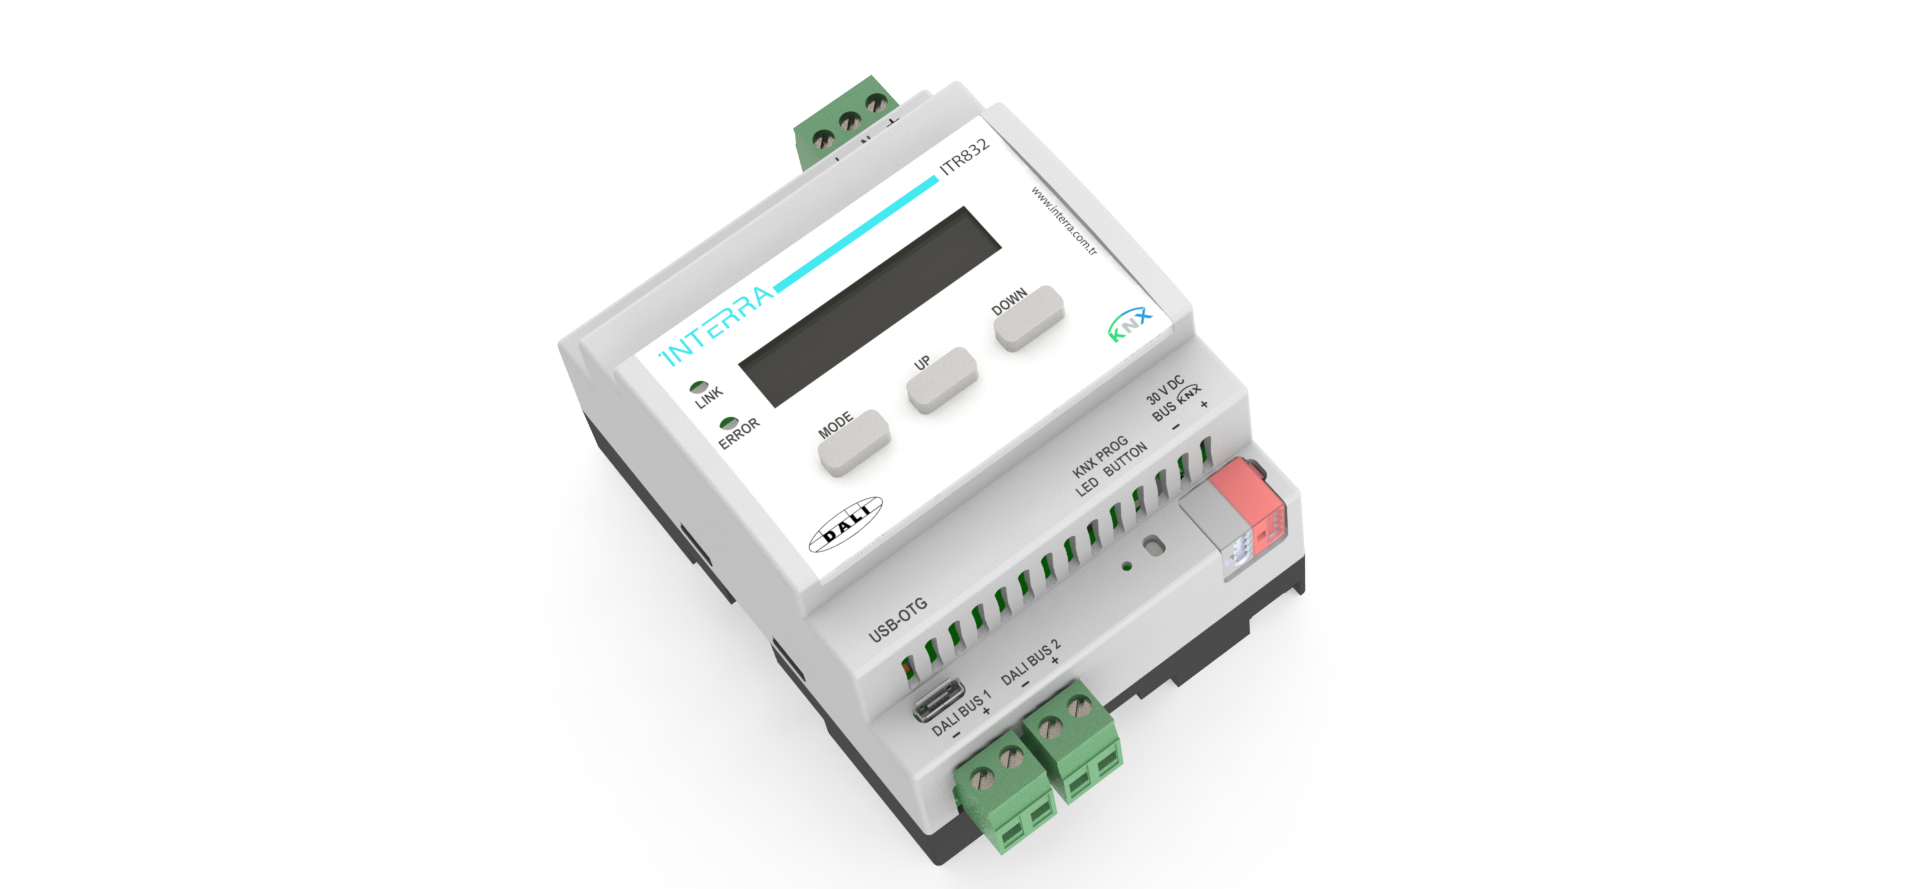 ITR832
www.interra.com.tr
INTERRA
LINK
ERROR
MODE
UP
DOWN
KNX
DALI
30 V DC
BUS KNX
- +
KNX PROG
LED BUTTON
USB-OTG
DALI BUS 1
- +
DALI BUS 2
- +